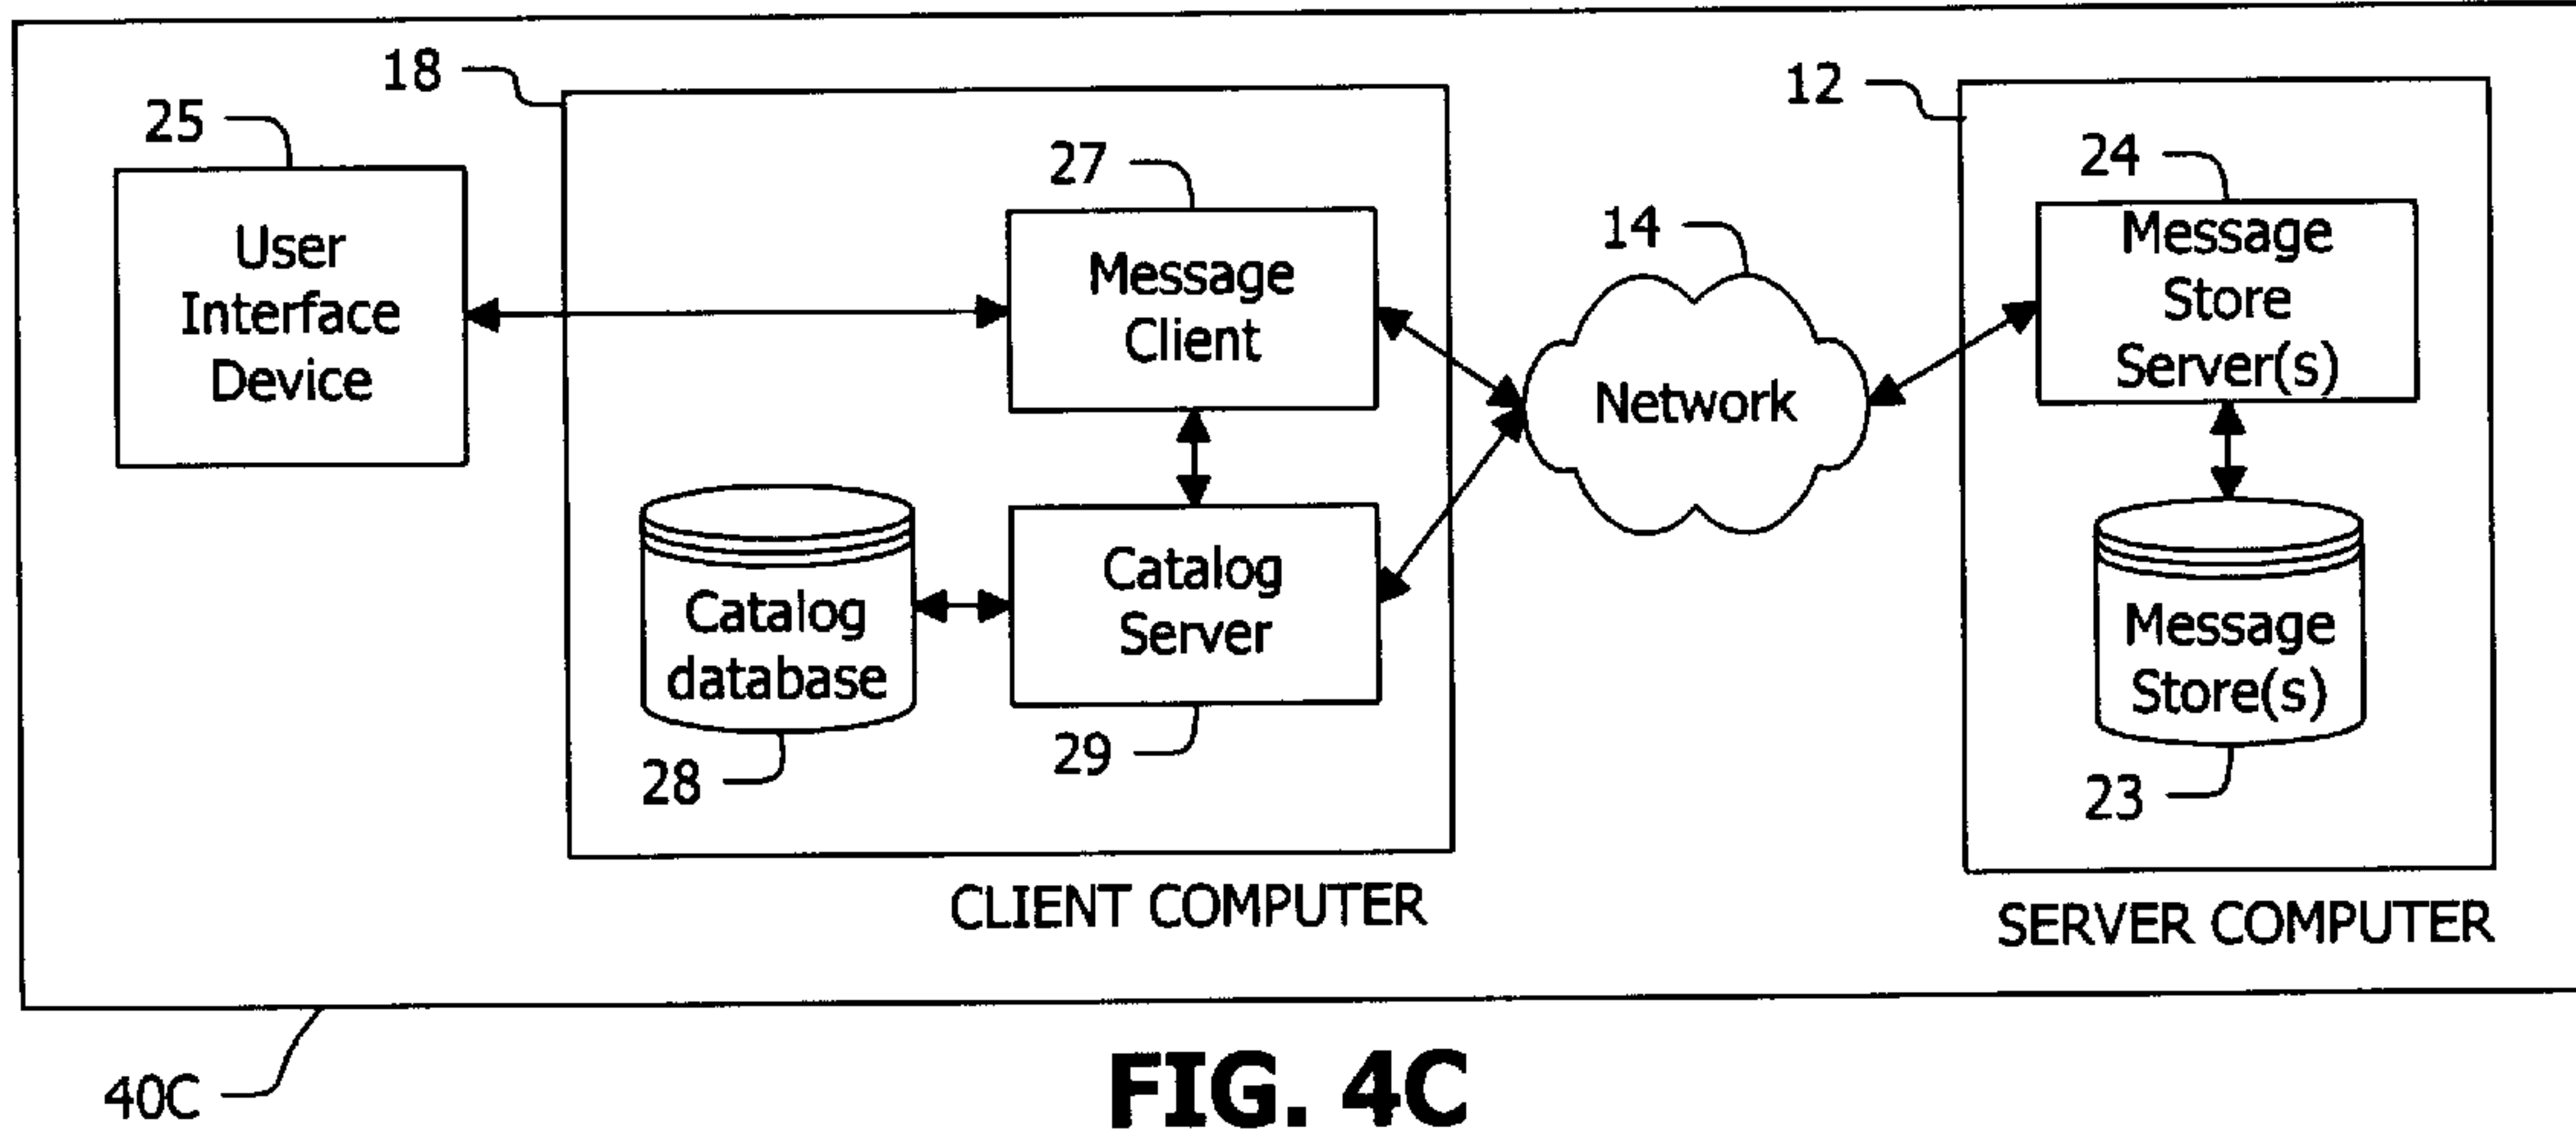 18
25
User
Interface
Device
27
Message
Client
Catalog
database
28
Catalog
Server
29
CLIENT COMPUTER
14
Network
12
24
Message
Store
Server(s)
Message
Store(s)
23
SERVER COMPUTER
40C
FIG. 4C